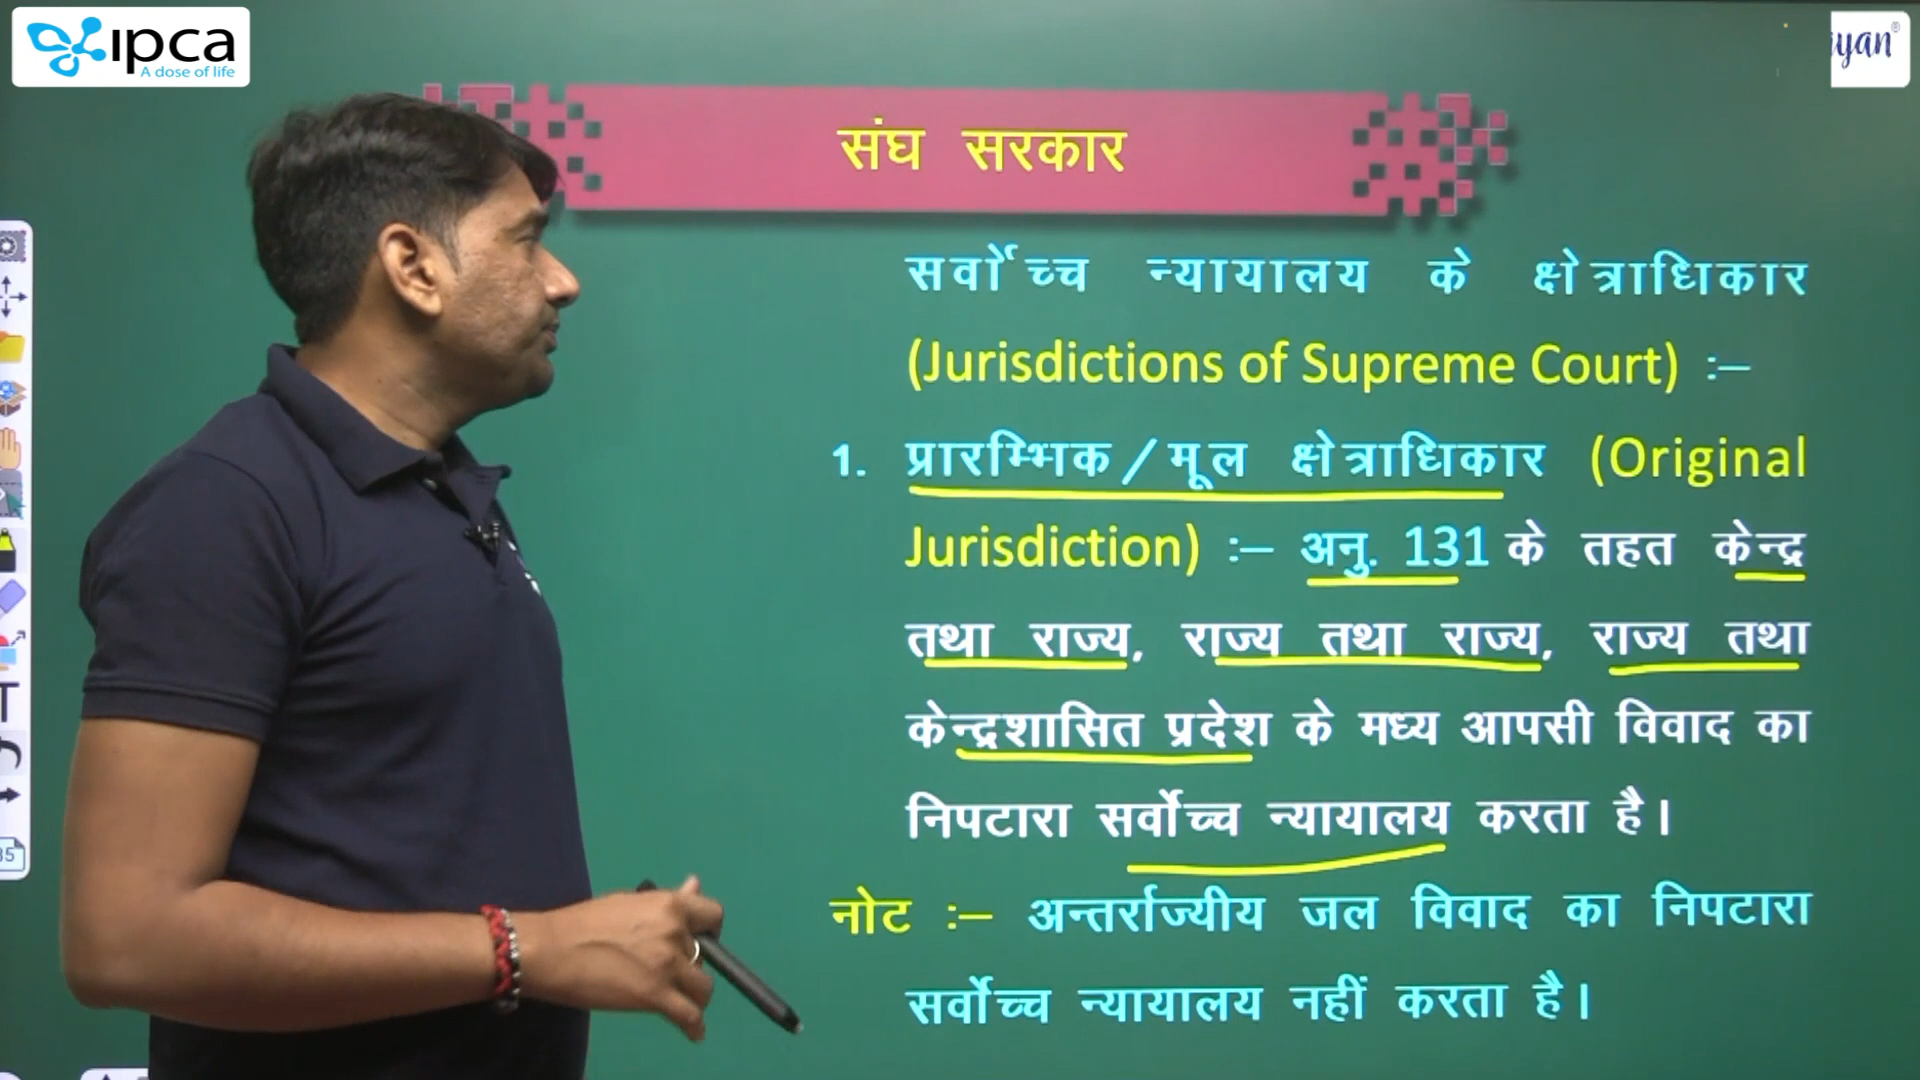 ipca
A dose of life
yan®
संघ सरकार
सर्वोच्च न्यायालय के क्षेत्राधिकार
(Jurisdictions of Supreme Court) :–
1. प्रारम्भिक/मूल क्षेत्राधिकार (Original
Jurisdiction) :– अनु. 131 के तहत केन्द्र
तथा राज्य, राज्य तथा राज्य, राज्य तथा
केन्द्रशासित प्रदेश के मध्य आपसी विवाद का
निपटारा सर्वोच्च न्यायालय करता है।
नोट :– अन्तर्राज्यीय जल विवाद का निपटारा
सर्वोच्च न्यायालय नहीं करता है।